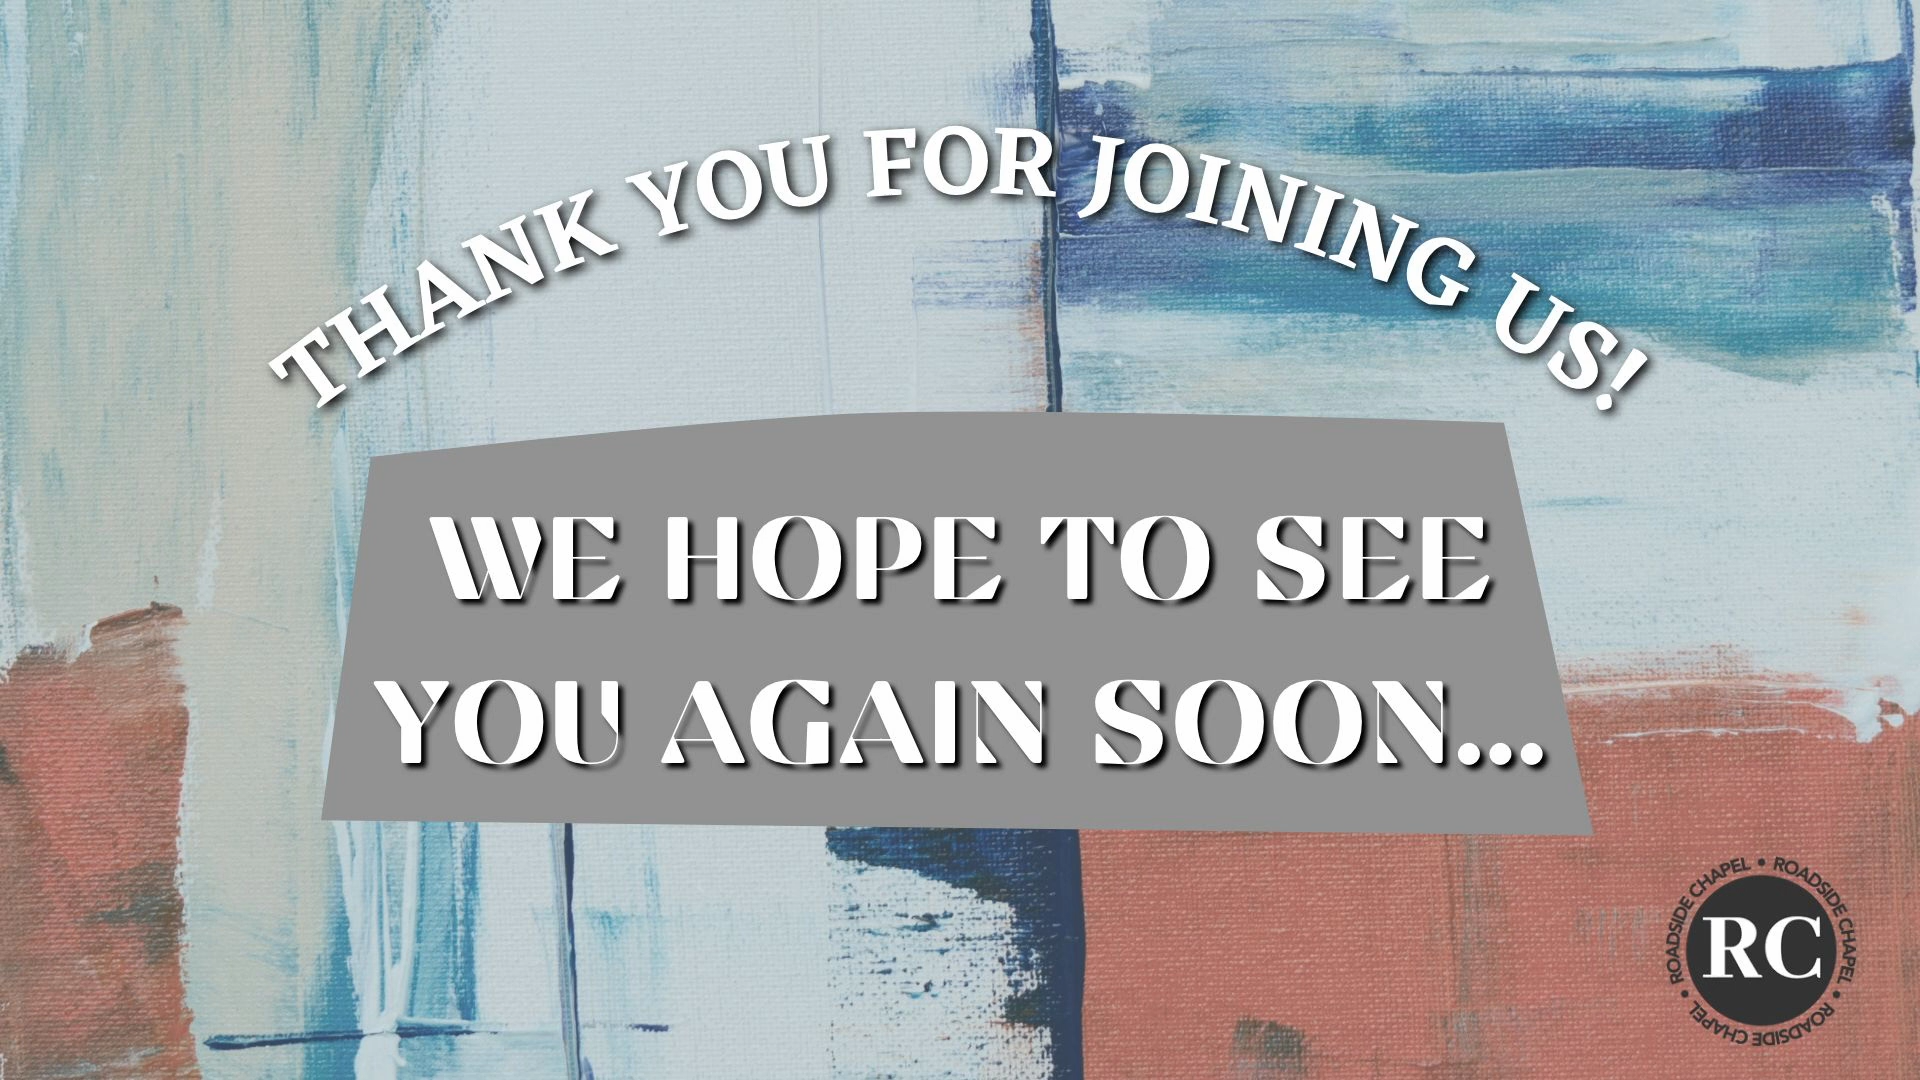 THANK YOU FOR JOINING US!
WE HOPE TO SEE
YOU AGAIN SOON...
ROADSIDE CHAPEL • ROADSIDE CHAPEL • ROADSIDE CHAPEL •
RC